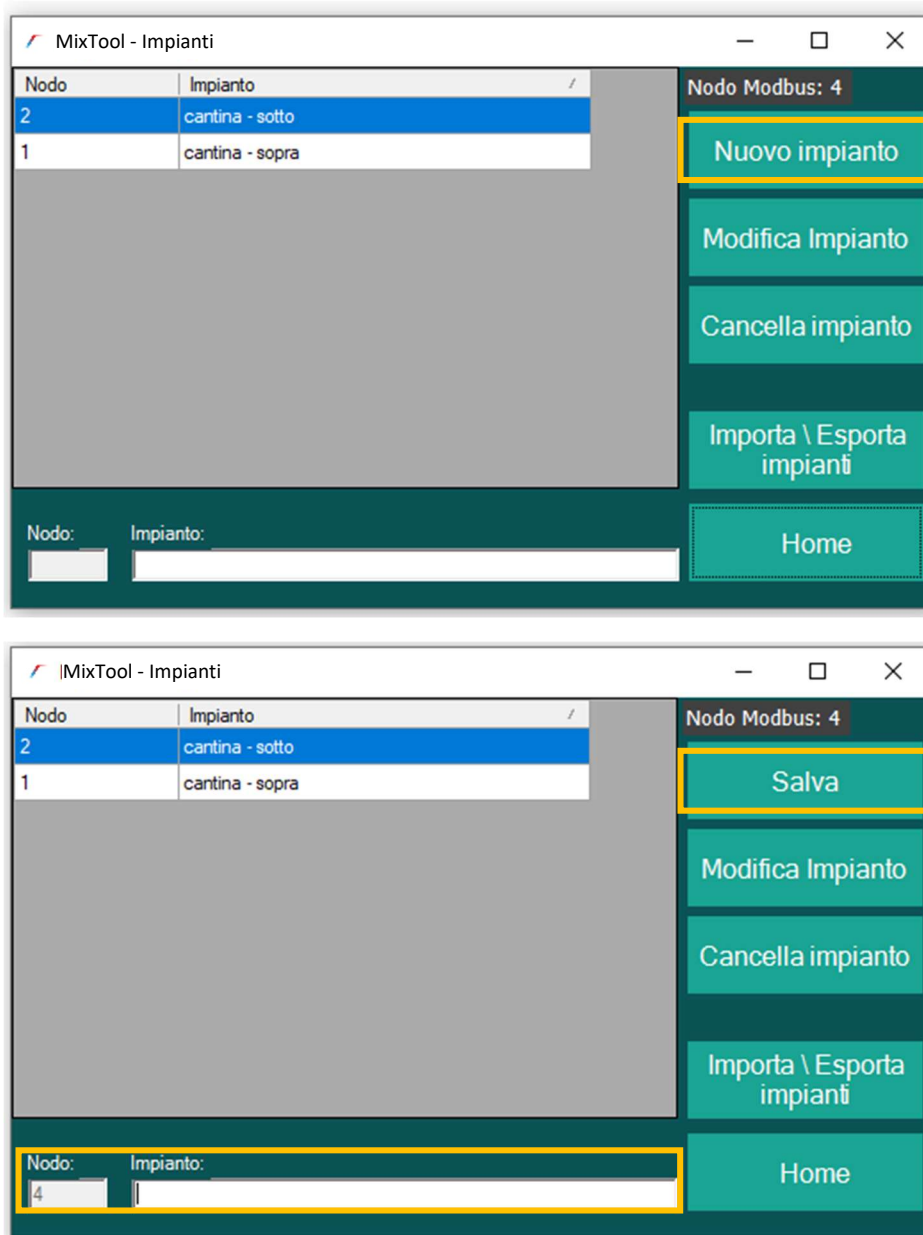 MixTool - Impianti
Nodo Impianto
Nodo Modbus: 4
2 cantina - sotto
1 cantina - sopra
Nuovo impianto
Modifica Impianto
Cancella impianto
Importa \ Esporta
impianti
Nodo: Impianto:
Home
MixTool - Impianti
Nodo Impianto
Nodo Modbus: 4
2 cantina - sotto
1 cantina - sopra
Salva
Modifica Impianto
Cancella impianto
Importa \ Esporta
impianti
Nodo: Impianto:
4
Home